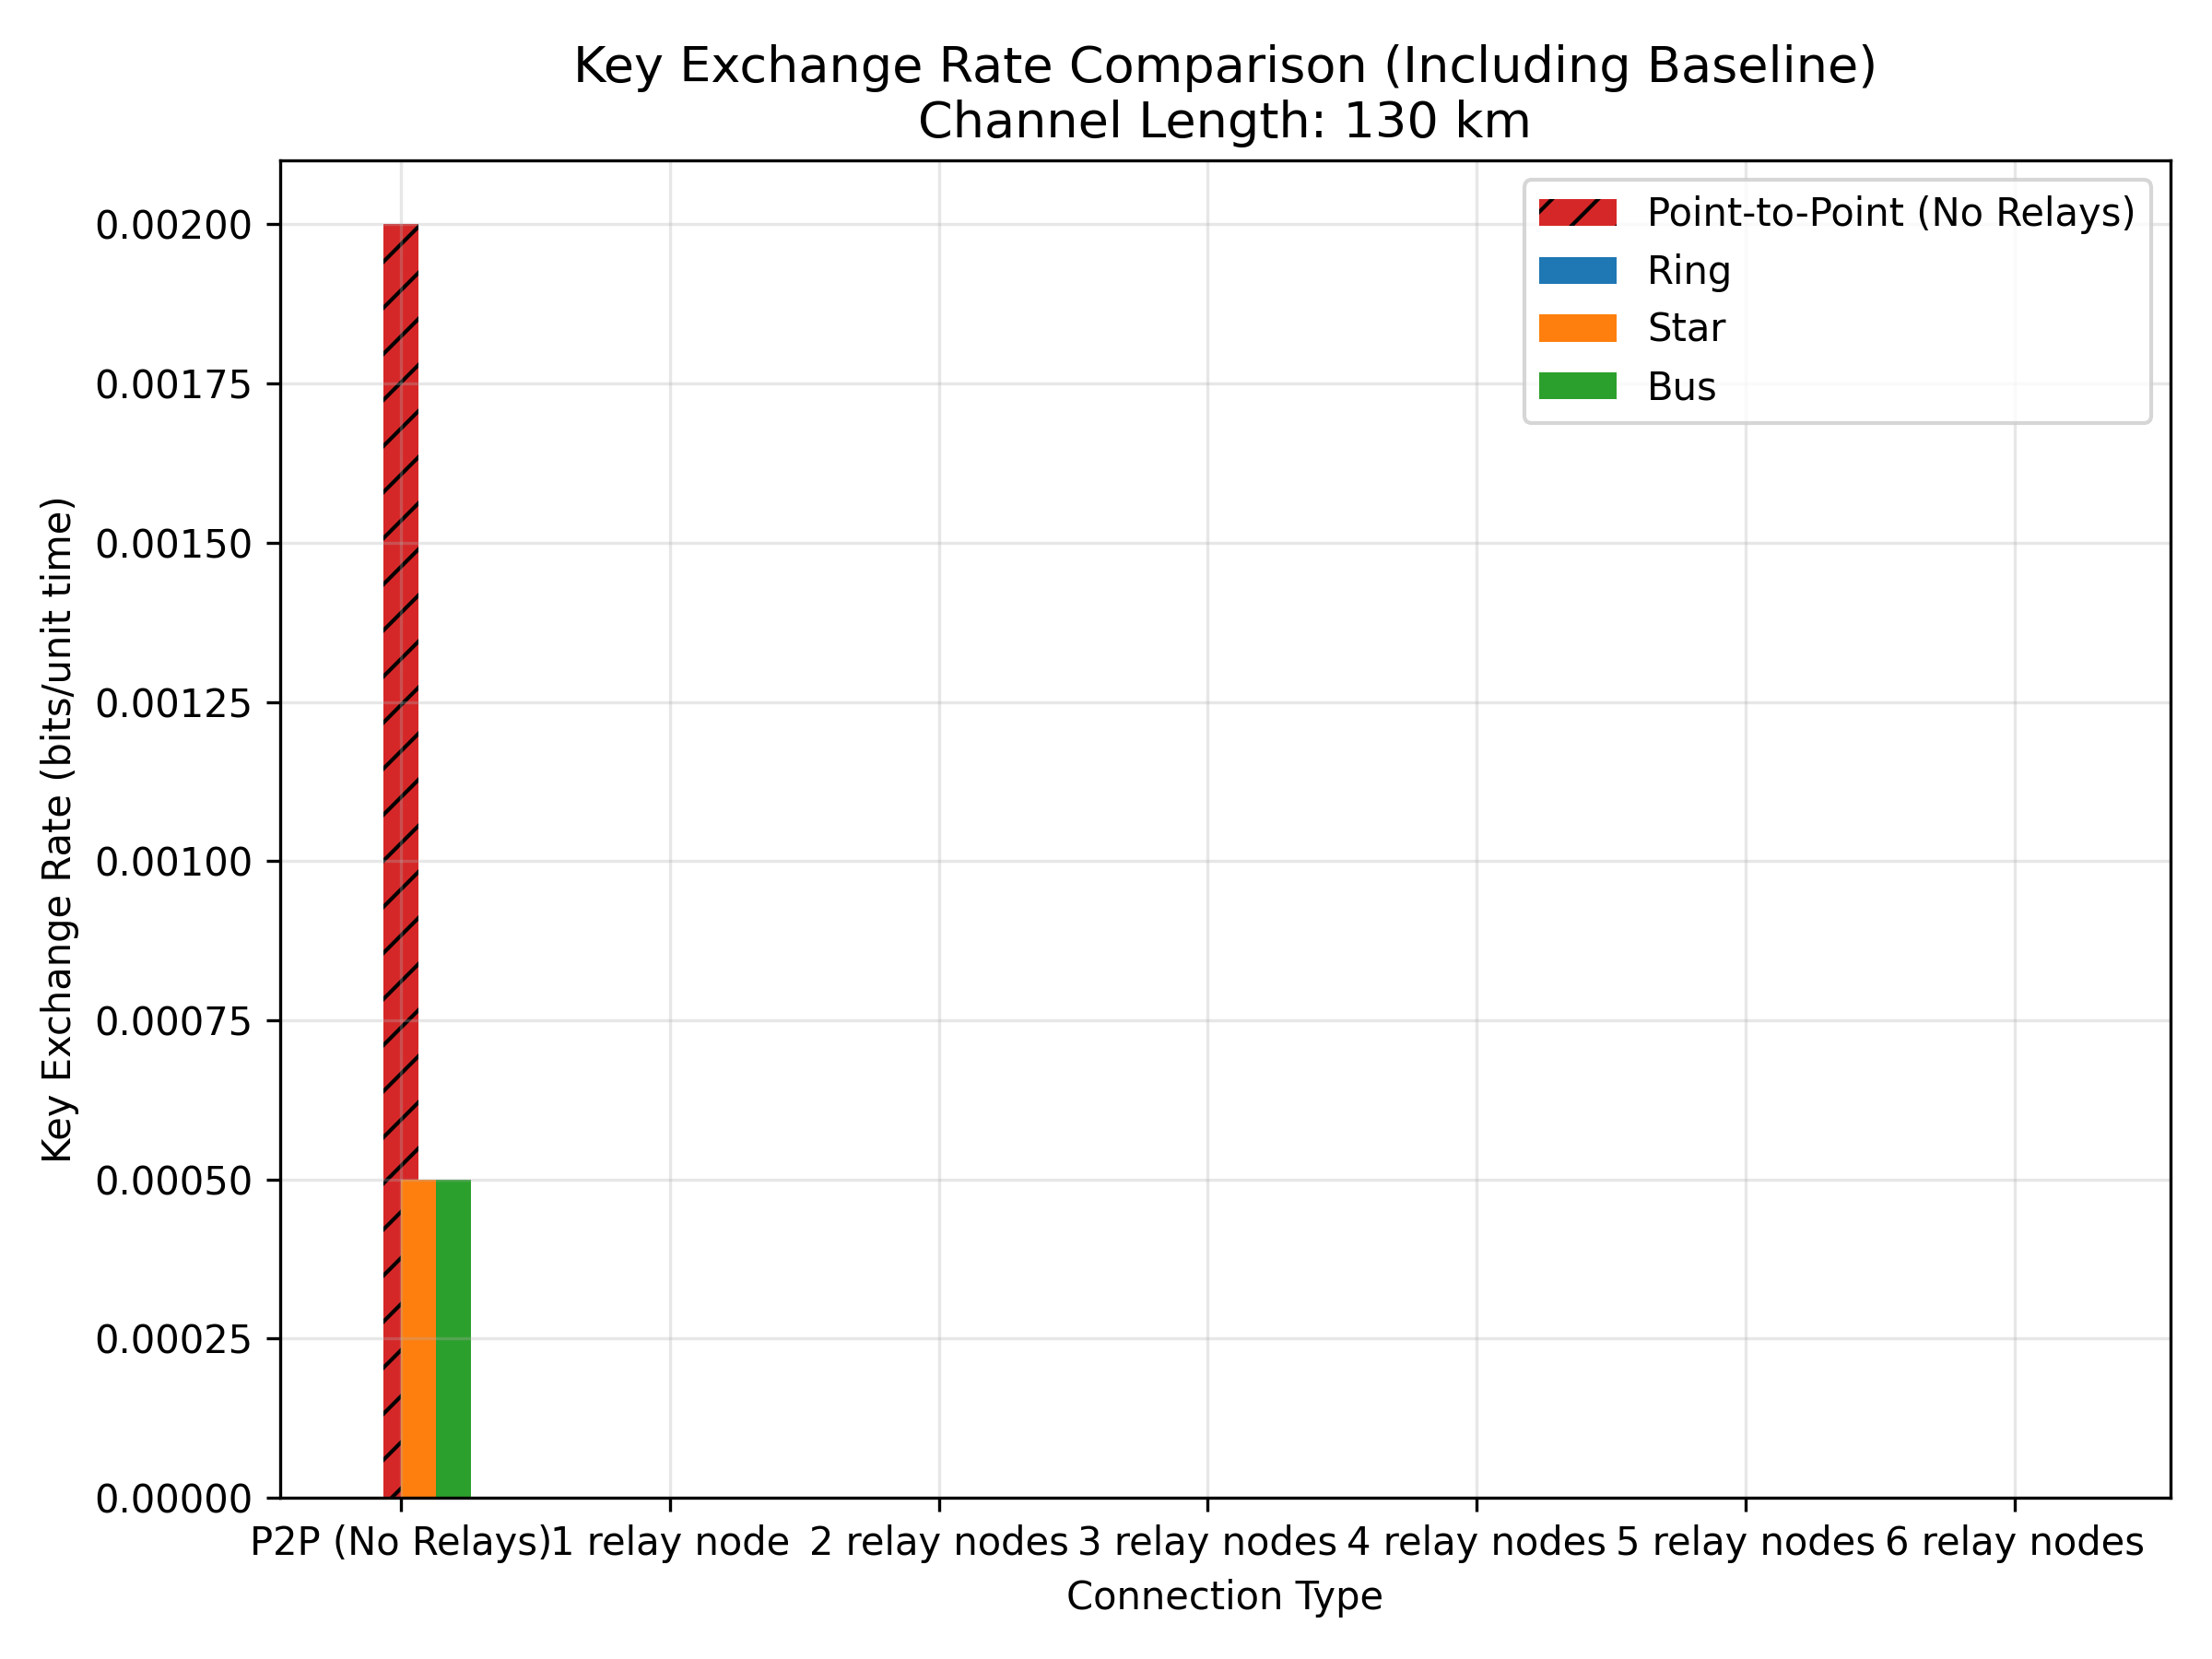 Key Exchange Rate Comparison (Including Baseline)
Channel Length: 130 km
Point-to-Point (No Relays)
Ring
Star
Bus
Key Exchange Rate (bits/unit time)
0.00200
0.00175
0.00150
0.00125
0.00100
0.00075
0.00050
0.00025
0.00000
P2P (No Relays) 1 relay node 2 relay nodes 3 relay nodes 4 relay nodes 5 relay nodes 6 relay nodes
Connection Type